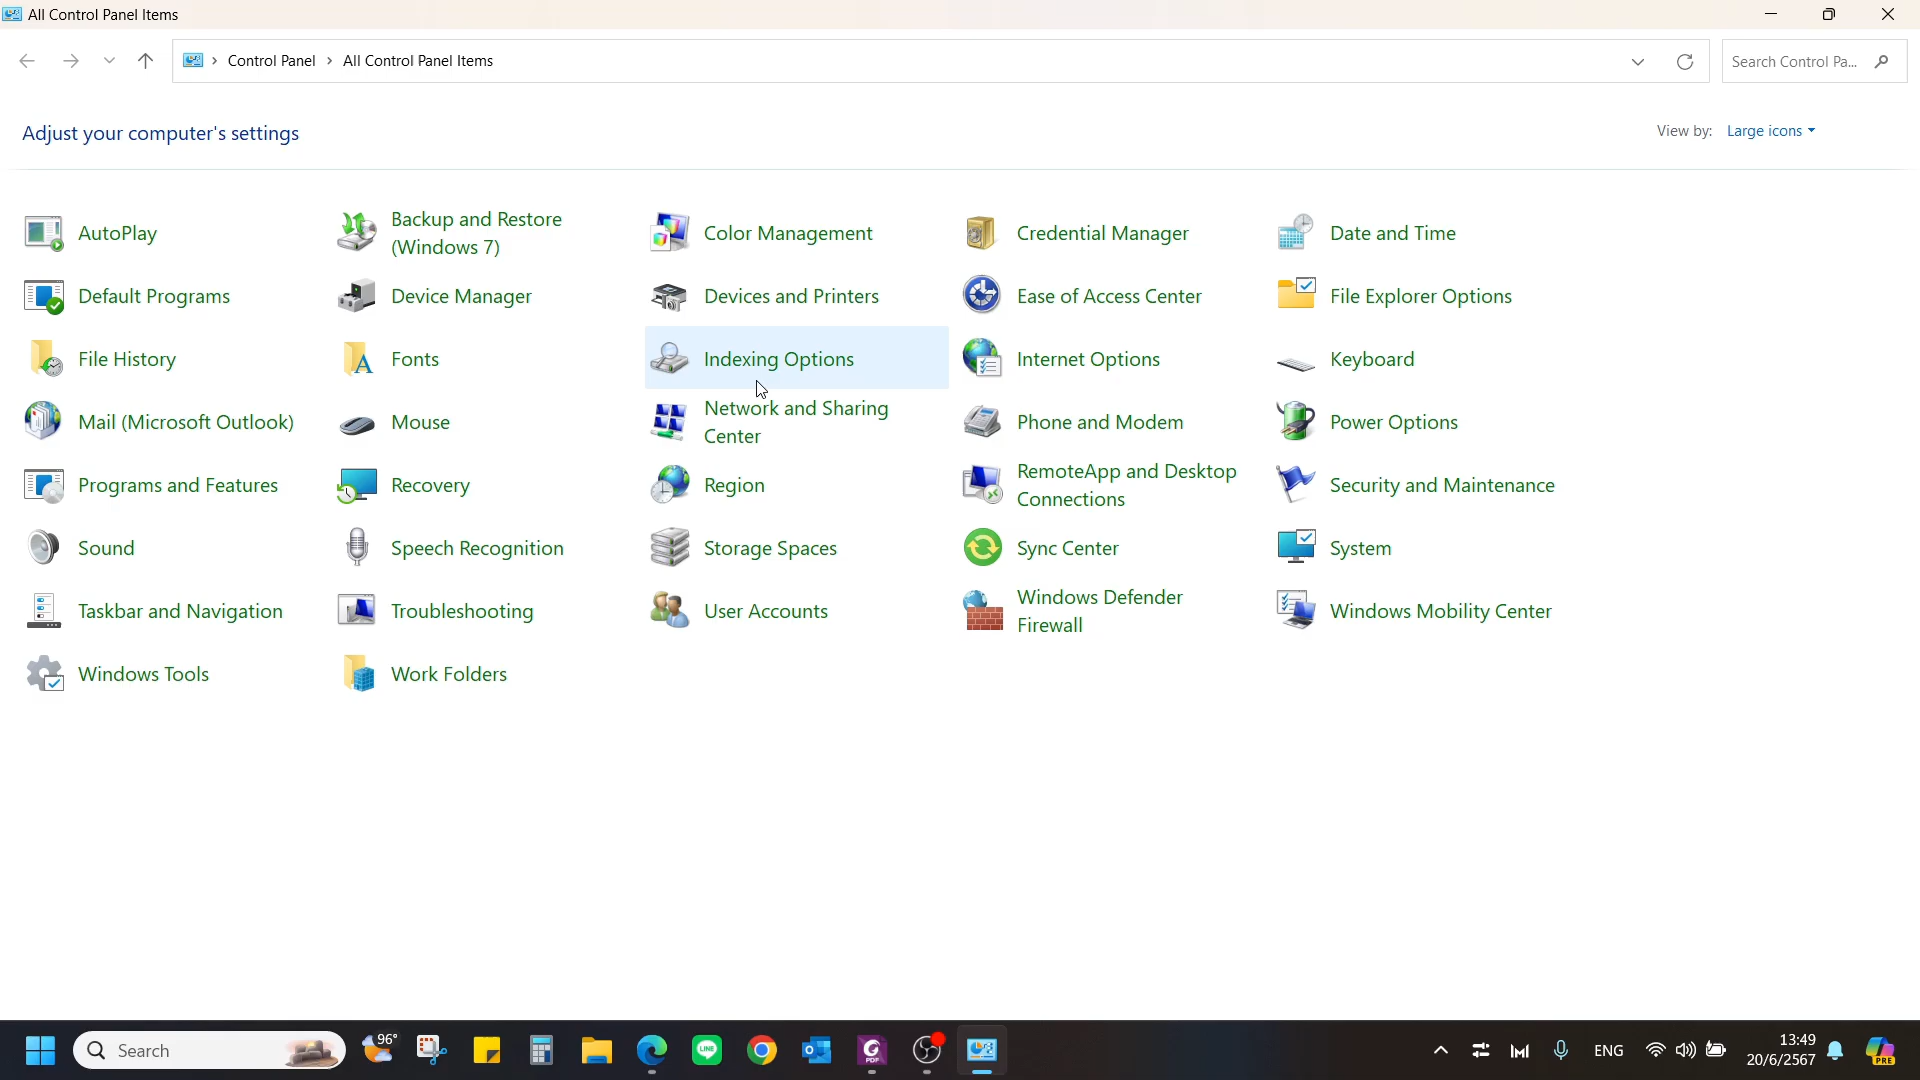 All Control Panel Items
Control Panel › All Control Panel Items
Search Control Pa...
Adjust your computer's settings
View by: Large icons
AutoPlay
Backup and Restore
(Windows 7)
Color Management
Credential Manager
Date and Time
Default Programs
Device Manager
Devices and Printers
Ease of Access Center
File Explorer Options
File History
Fonts
Indexing Options
Internet Options
Keyboard
Mail (Microsoft Outlook)
Mouse
Network and Sharing
Center
Phone and Modem
Power Options
Programs and Features
Recovery
Region
RemoteApp and Desktop
Connections
Security and Maintenance
Sound
Speech Recognition
Storage Spaces
Sync Center
System
Taskbar and Navigation
Troubleshooting
User Accounts
Windows Defender
Firewall
Windows Mobility Center
Windows Tools
Work Folders
Search
96°
LINE
PDF
ENG
13:49
20/6/2567
PRE